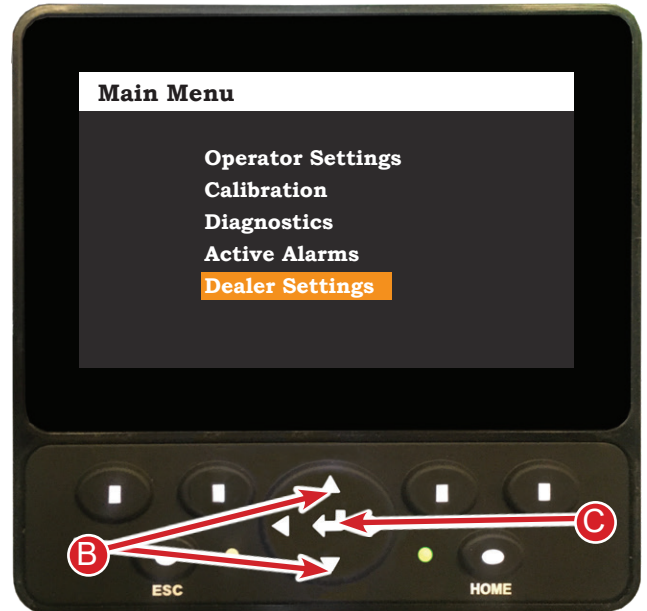 Main Menu
Operator Settings
Calibration
Diagnostics
Active Alarms
Dealer Settings
B
C
ESC
HOME